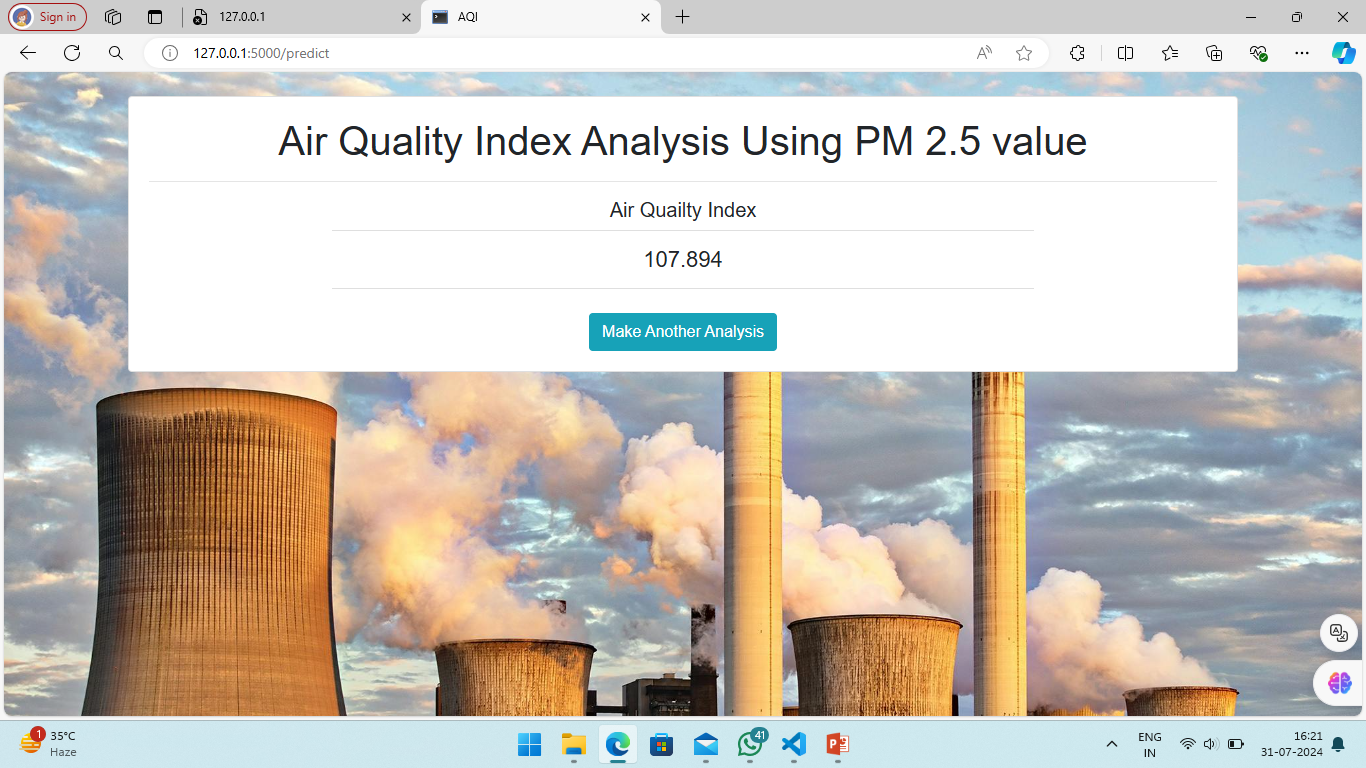 Sign in
127.0.0.1
AQI
127.0.0.1:5000/predict
Air Quality Index Analysis Using PM 2.5 value
Air Quailty Index
107.894
Make Another Analysis
1
35°C
Haze
41
ENG
IN
16:21
31-07-2024